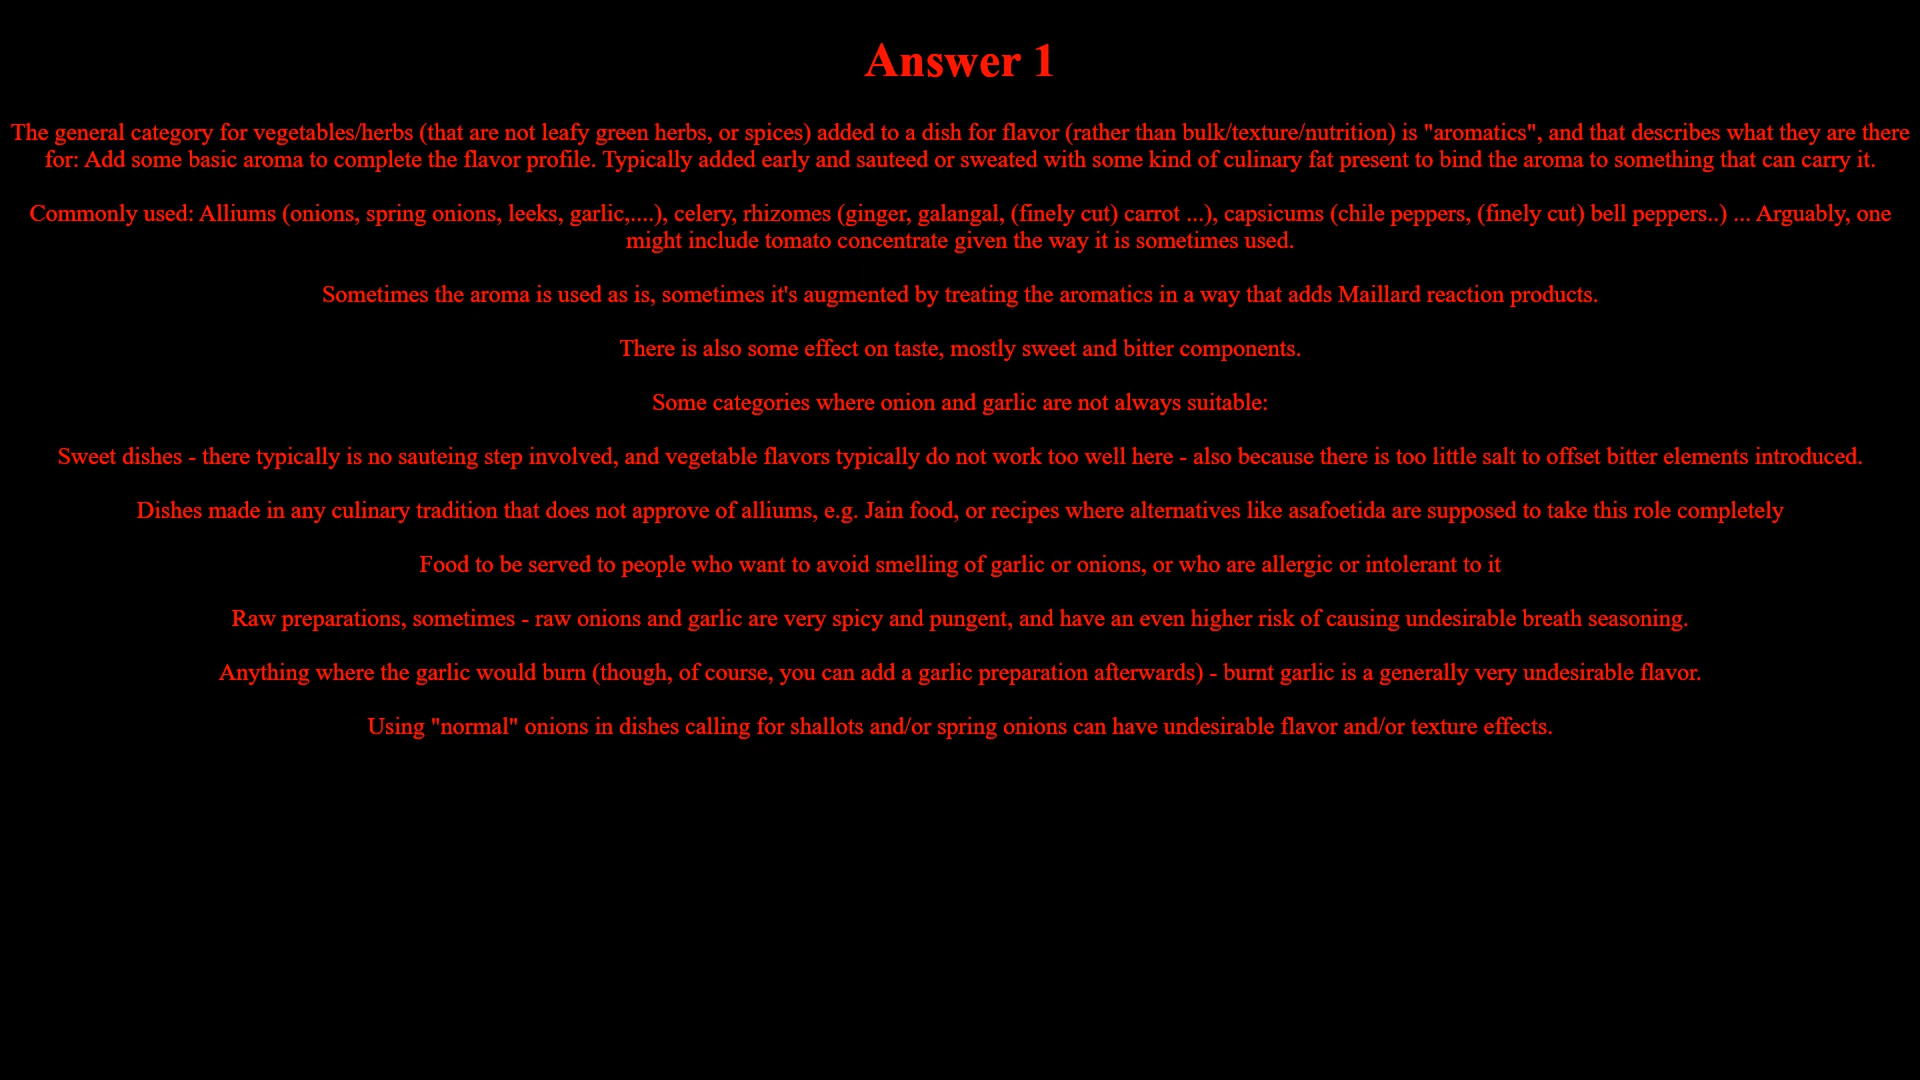 Answer 1
The general category for vegetables/herbs (that are not leafy green herbs, or spices) added to a dish for flavor (rather than bulk/texture/nutrition) is "aromatics", and that describes what they are there
for: Add some basic aroma to complete the flavor profile. Typically added early and sauteed or sweated with some kind of culinary fat present to bind the aroma to something that can carry it.
Commonly used: Alliums (onions, spring onions, leeks, garlic,....), celery, rhizomes (ginger, galangal, (finely cut) carrot ...), capsicums (chile peppers, (finely cut) bell peppers..) ... Arguably, one
might include tomato concentrate given the way it is sometimes used.
Sometimes the aroma is used as is, sometimes it's augmented by treating the aromatics in a way that adds Maillard reaction products.
There is also some effect on taste, mostly sweet and bitter components.
Some categories where onion and garlic are not always suitable:
Sweet dishes - there typically is no sauteing step involved, and vegetable flavors typically do not work too well here - also because there is too little salt to offset bitter elements introduced.
Dishes made in any culinary tradition that does not approve of alliums, e.g. Jain food, or recipes where alternatives like asafoetida are supposed to take this role completely
Food to be served to people who want to avoid smelling of garlic or onions, or who are allergic or intolerant to it
Raw preparations, sometimes - raw onions and garlic are very spicy and pungent, and have an even higher risk of causing undesirable breath seasoning.
Anything where the garlic would burn (though, of course, you can add a garlic preparation afterwards) - burnt garlic is a generally very undesirable flavor.
Using "normal" onions in dishes calling for shallots and/or spring onions can have undesirable flavor and/or texture effects.